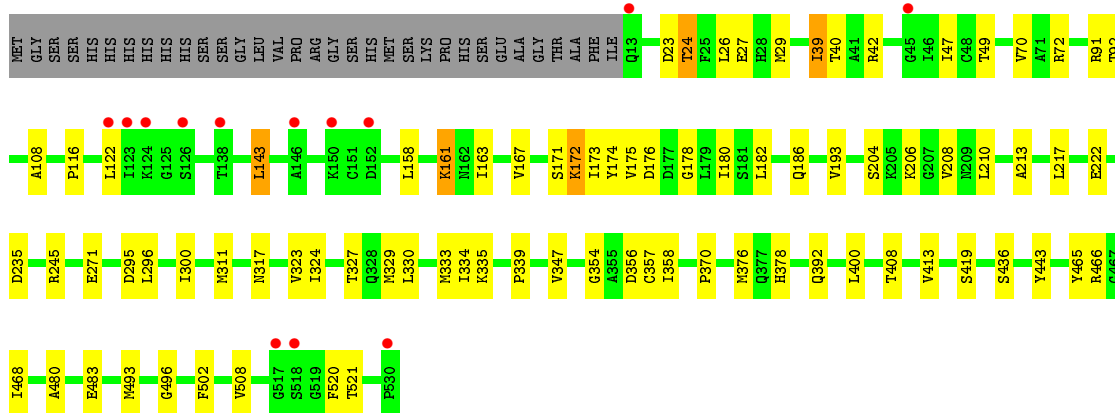 MET GLY SER SER HIS HIS HIS HIS HIS HIS SER SER GLY LEU VAL PRO ARG GLY SER HIS MET SER LYS PRO HIS SER GLU ALA GLY THR ALA PHE ILE Q13 D23 T24 F25 L26 E27 H28 M29 I39 T40 A41 R42 G45 I46 I47 C48 T49 V70 A71 R72 R91
A108 P116 L122 I123 K124 G125 S126 T138 L143 A146 K150 C151 D152 L158 K161 N162 I163 V167 S171 K172 I173 Y174 V175 D176 D177 G178 L179 I180 S181 L182 Q186 V193 S204 K205 K206 G207 V208 N209 L210 A213 L217 E222
D235 R245 E271 D295 L296 I300 M311 N317 V323 I324 T327 Q328 M329 L330 M333 I334 K335 P339 V347 G354 A355 D356 C357 I358 P370 M376 Q377 H378 Q392 L400 T408 V413 S419 S436 Y443 Y465 R466
I468 A480 E483 M493 G496 F502 V508 G517 S518 G519 F520 T521 P530